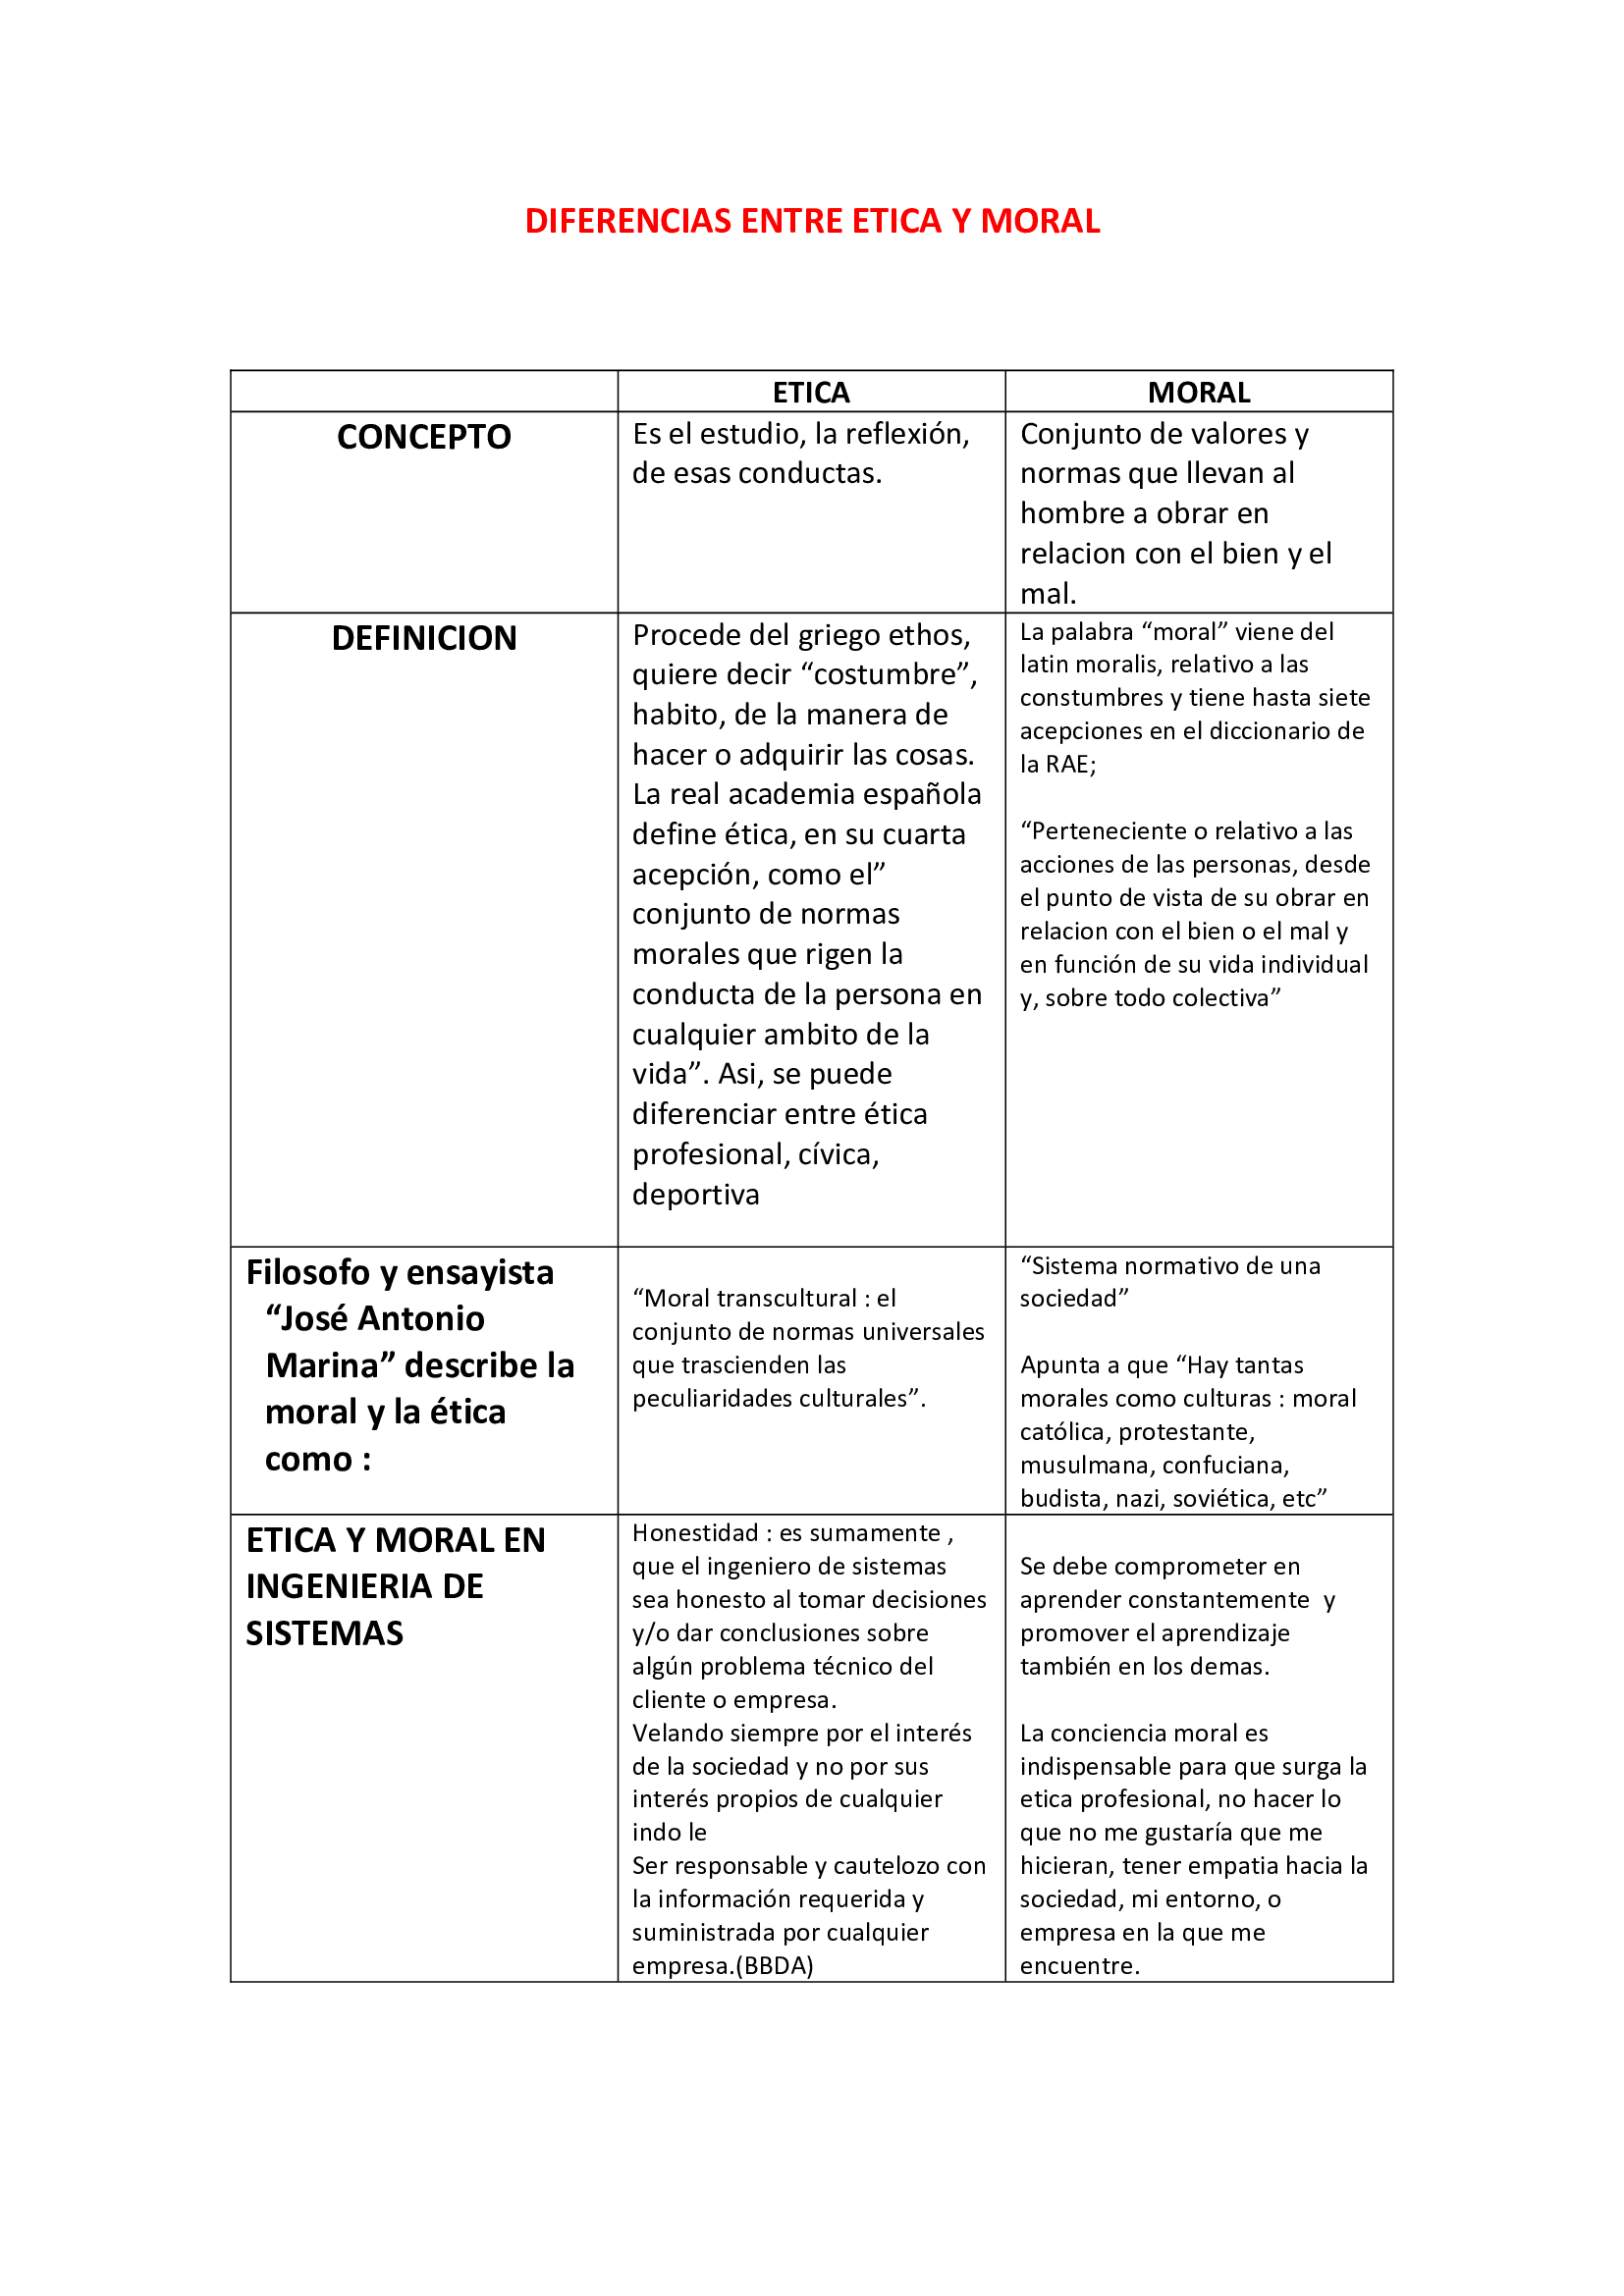 DIFERENCIAS ENTRE ETICA Y MORAL
ETICA
MORAL
CONCEPTO
Es el estudio, la reflexión,
de esas conductas.
Conjunto de valores y
normas que llevan al
hombre a obrar en
relacion con el bien y el
mal.
DEFINICION
Procede del griego ethos,
quiere decir “costumbre”,
habito, de la manera de
hacer o adquirir las cosas.
La real academia española
define ética, en su cuarta
acepción, como el”
conjunto de normas
morales que rigen la
conducta de la persona en
cualquier ambito de la
vida”. Asi, se puede
diferenciar entre ética
profesional, cívica,
deportiva
La palabra “moral” viene del
latin moralis, relativo a las
constumbres y tiene hasta siete
acepciones en el diccionario de
la RAE;
“Perteneciente o relativo a las
acciones de las personas, desde
el punto de vista de su obrar en
relacion con el bien o el mal y
en función de su vida individual
y, sobre todo colectiva”
Filosofo y ensayista
“José Antonio
Marina” describe la
moral y la ética
como :
“Moral transcultural : el
conjunto de normas universales
que trascienden las
peculiaridades culturales”.
“Sistema normativo de una
sociedad”
Apunta a que “Hay tantas
morales como culturas : moral
católica, protestante,
musulmana, confuciana,
budista, nazi, soviética, etc”
ETICA Y MORAL EN
INGENIERIA DE
SISTEMAS
Honestidad : es sumamente ,
que el ingeniero de sistemas
sea honesto al tomar decisiones
y/o dar conclusiones sobre
algún problema técnico del
cliente o empresa.
Velando siempre por el interés
de la sociedad y no por sus
interés propios de cualquier
indo le
Ser responsable y cautelozo con
la información requerida y
suministrada por cualquier
empresa.(BBDA)
Se debe comprometer en
aprender constantemente  y
promover el aprendizaje
también en los demas.
La conciencia moral es
indispensable para que surga la
etica profesional, no hacer lo
que no me gustaría que me
hicieran, tener empatia hacia la
sociedad, mi entorno, o
empresa en la que me
encuentre.